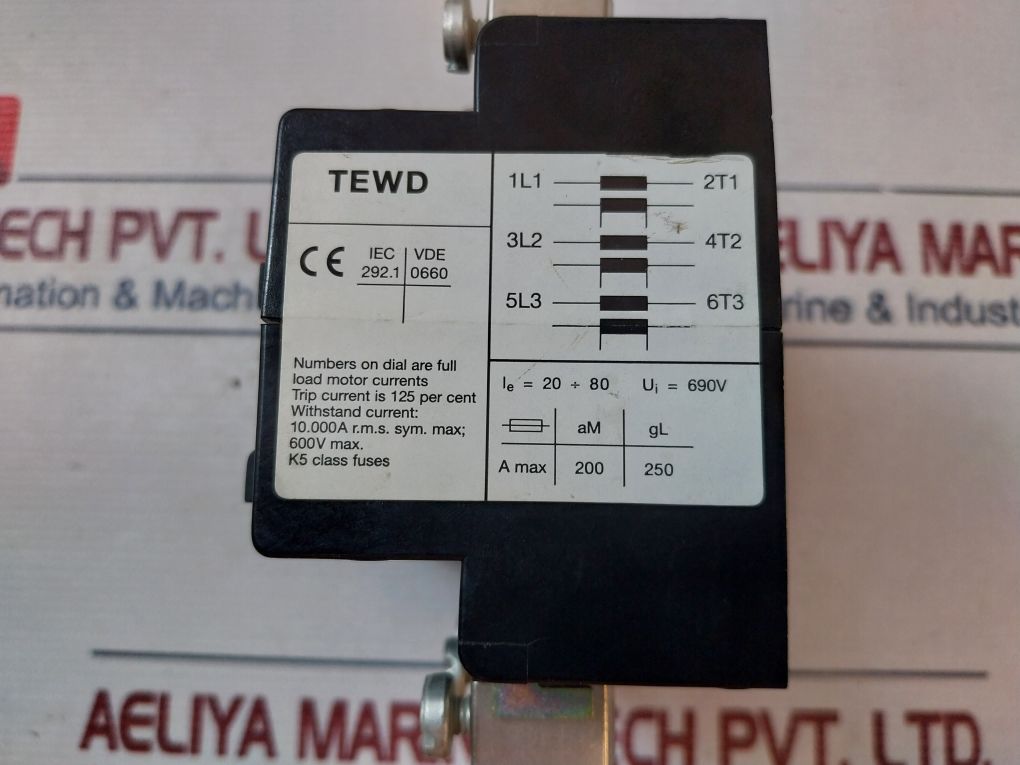 TEWD
CE
IEC VDE
292.1 0660
Numbers on dial are full
load motor currents
Trip current is 125 per cent
Withstand current:
10.000A r.m.s. sym. max;
600V max.
K5 class fuses
1L1 2T1
3L2 4T2
5L3 6T3
Ie = 20 ÷ 80 Ui = 690V
aM gL
A max 200 250
ECH PVT.
mation & Mach
AELIYA MAR
rine & Indust
AELIYA MAR
ECH PVT. LTD.